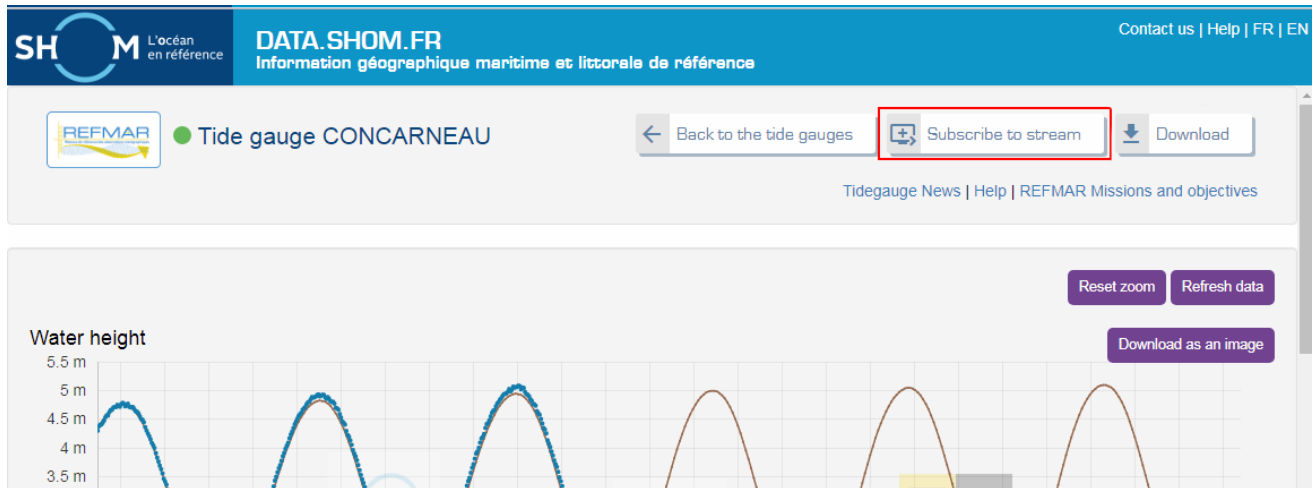 Contact us | Help | FR | EN
SHOM L'océan
en référence
DATA.SHOM.FR
Information géographique maritime et littorale de référence
REFMAR
Tide gauge CONCARNEAU
Back to the tide gauges
Subscribe to stream
Download
Tidegauge News | Help | REFMAR Missions and objectives
Reset zoom
Refresh data
Water height
Download as an image
5.5 m
5 m
4.5 m
4 m
3.5 m